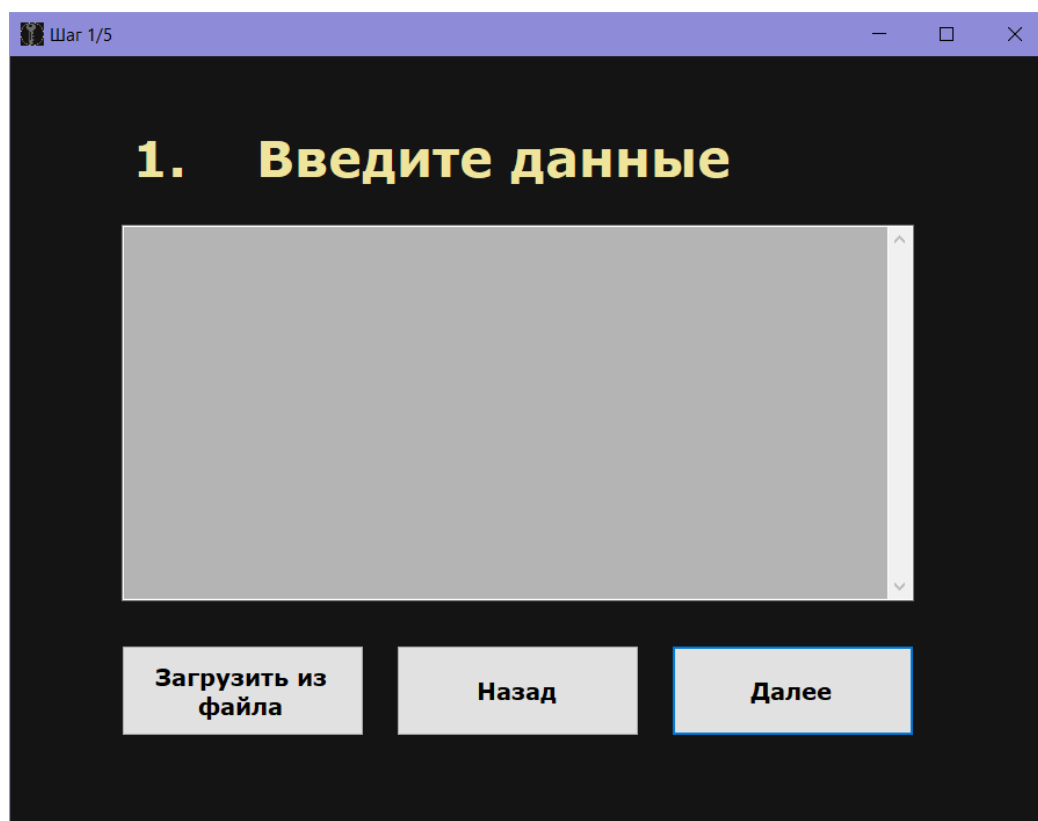 Шаг 1/5
1. Введите данные
Загрузить из
файла
Назад
Далее